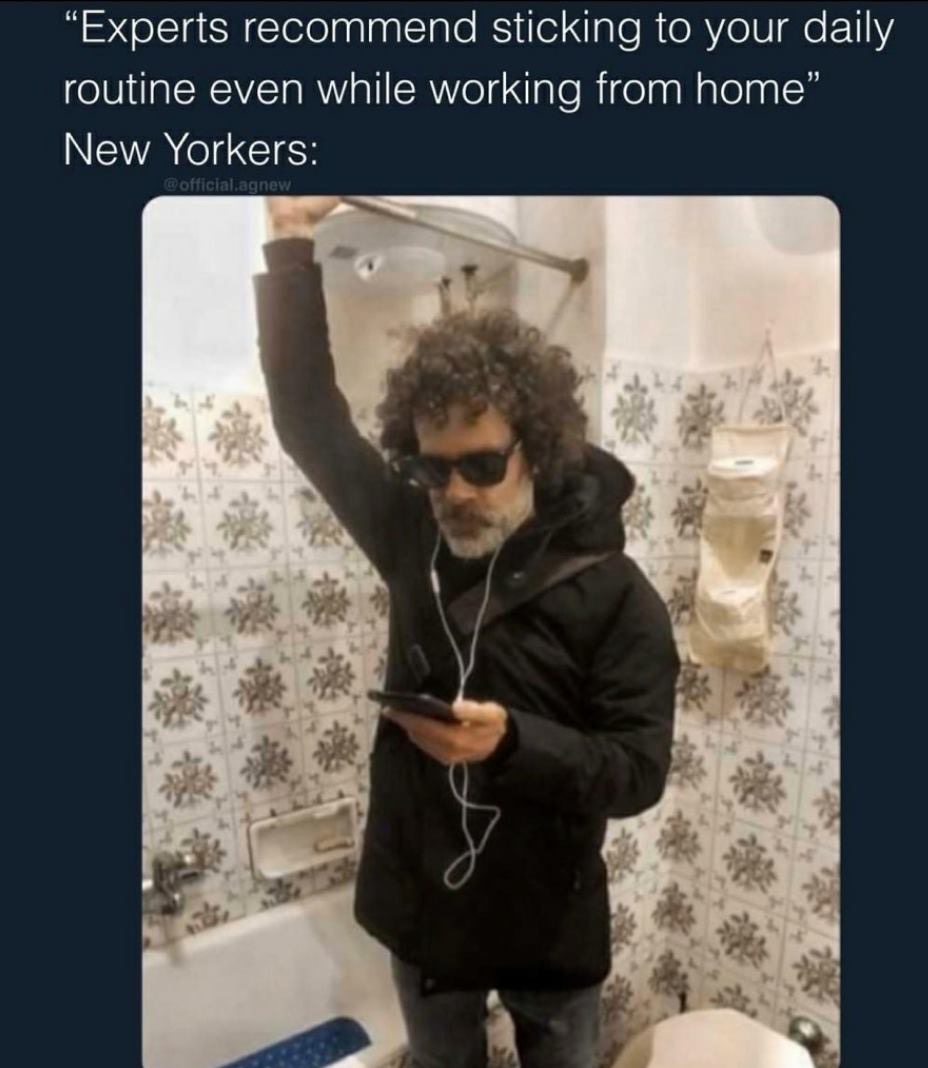 “Experts recommend sticking to your daily
routine even while working from home”
New Yorkers:
@official.agnew